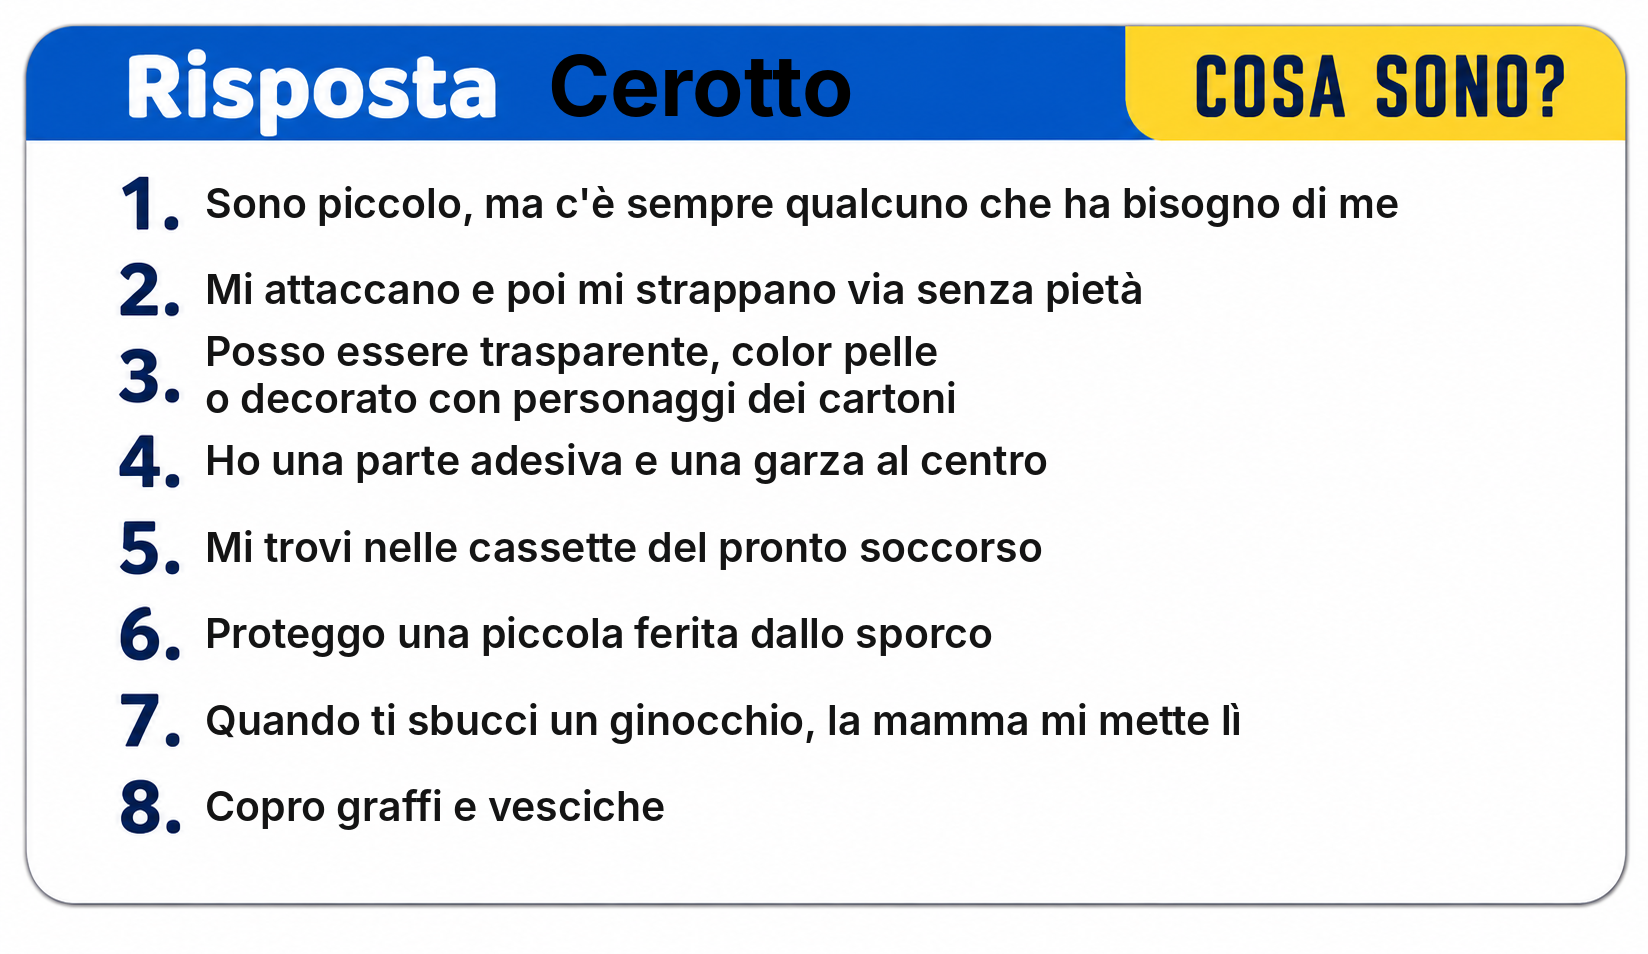 Risposta Cerotto COSA SONO?
1. Sono piccolo, ma c'è sempre qualcuno che ha bisogno di me
2. Mi attaccano e poi mi strappano via senza pietà
3. Posso essere trasparente, color pelle
o decorato con personaggi dei cartoni
4. Ho una parte adesiva e una garza al centro
5. Mi trovi nelle cassette del pronto soccorso
6. Proteggo una piccola ferita dallo sporco
7. Quando ti sbucci un ginocchio, la mamma mi mette lì
8. Copro graffi e vesciche